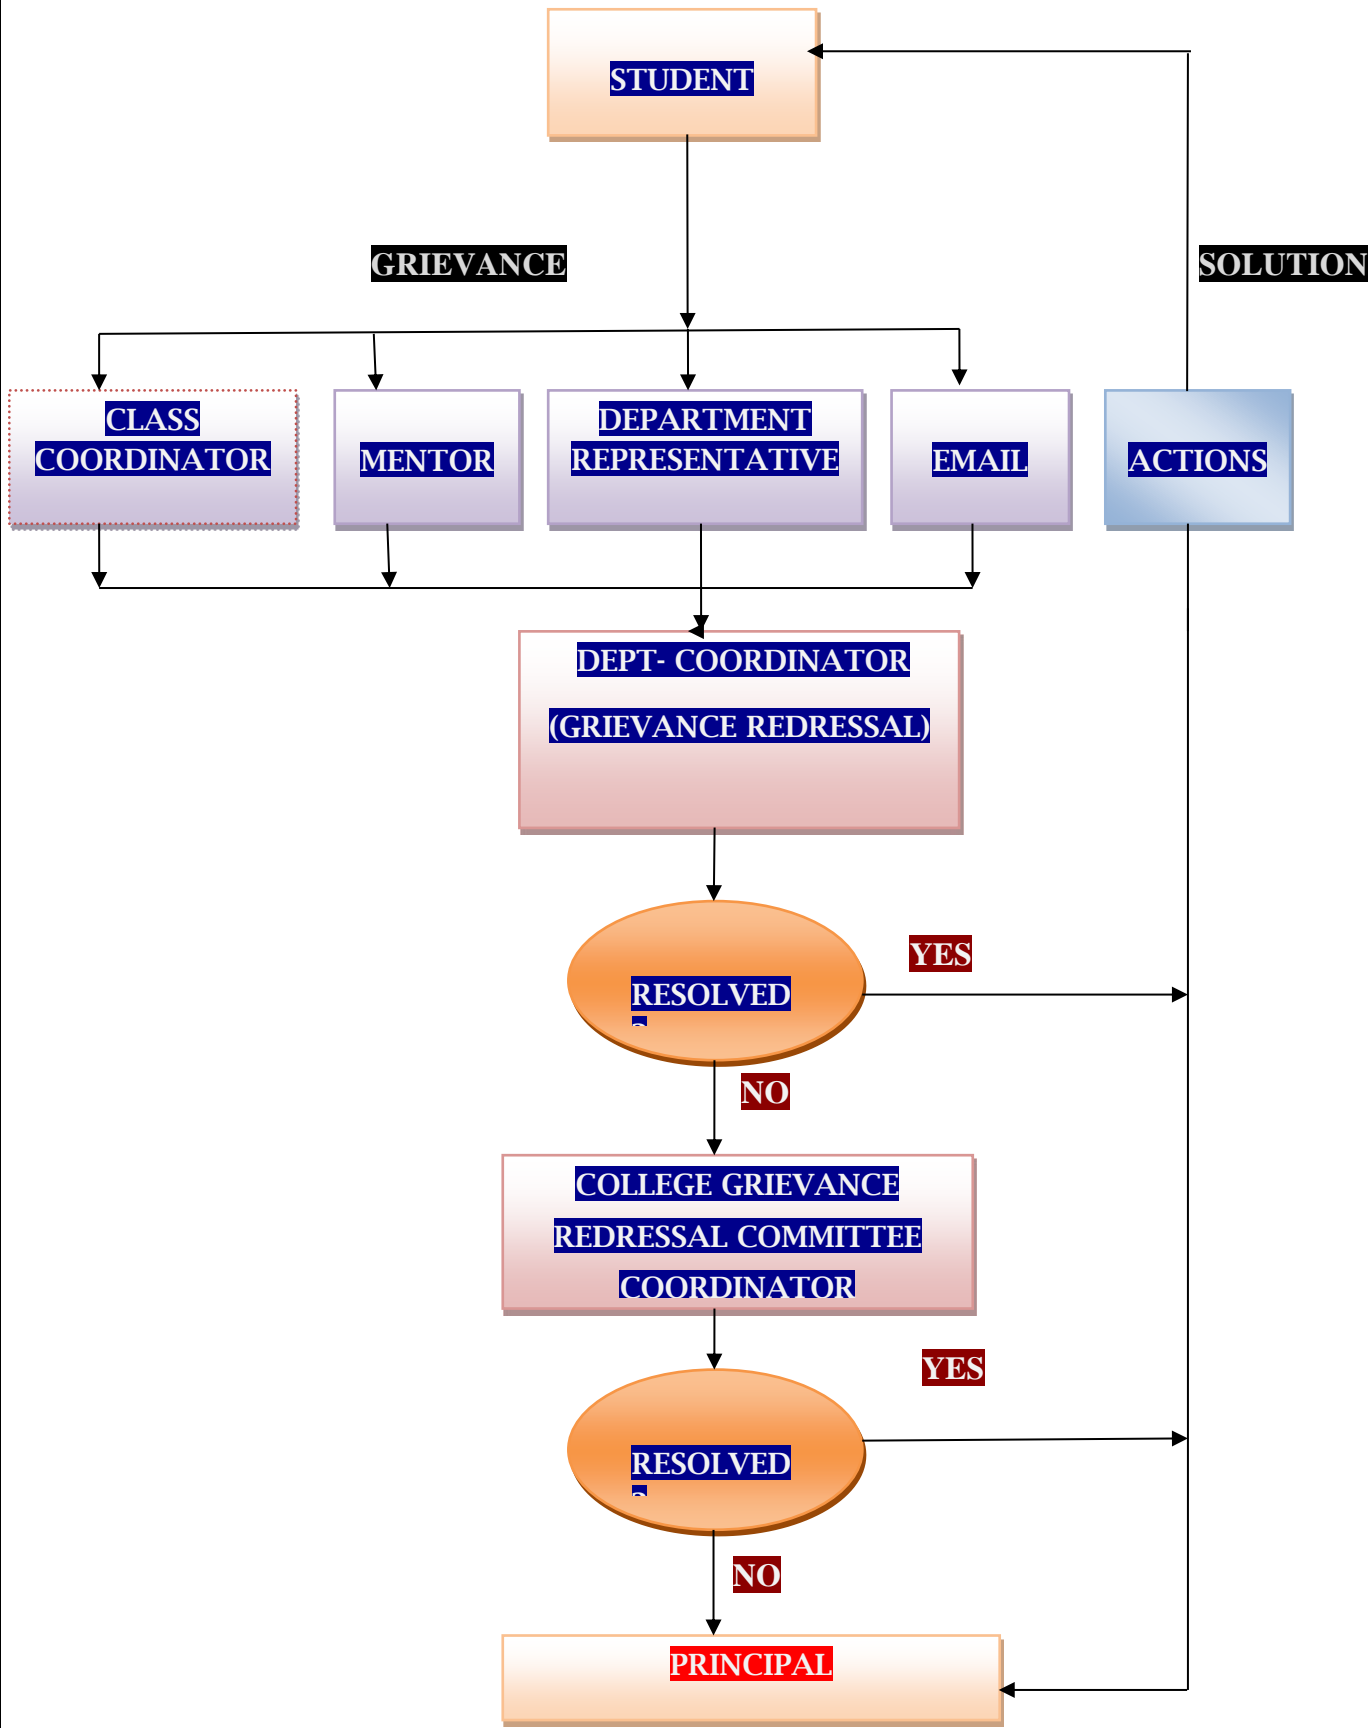 STUDENT
GRIEVANCE
SOLUTION
CLASS
COORDINATOR
MENTOR
DEPARTMENT
REPRESENTATIVE
EMAIL
ACTIONS
DEPT- COORDINATOR
(GRIEVANCE REDRESSAL)
YES
RESOLVED
?
NO
COLLEGE GRIEVANCE
REDRESSAL COMMITTEE
COORDINATOR
YES
RESOLVED
?
NO
PRINCIPAL